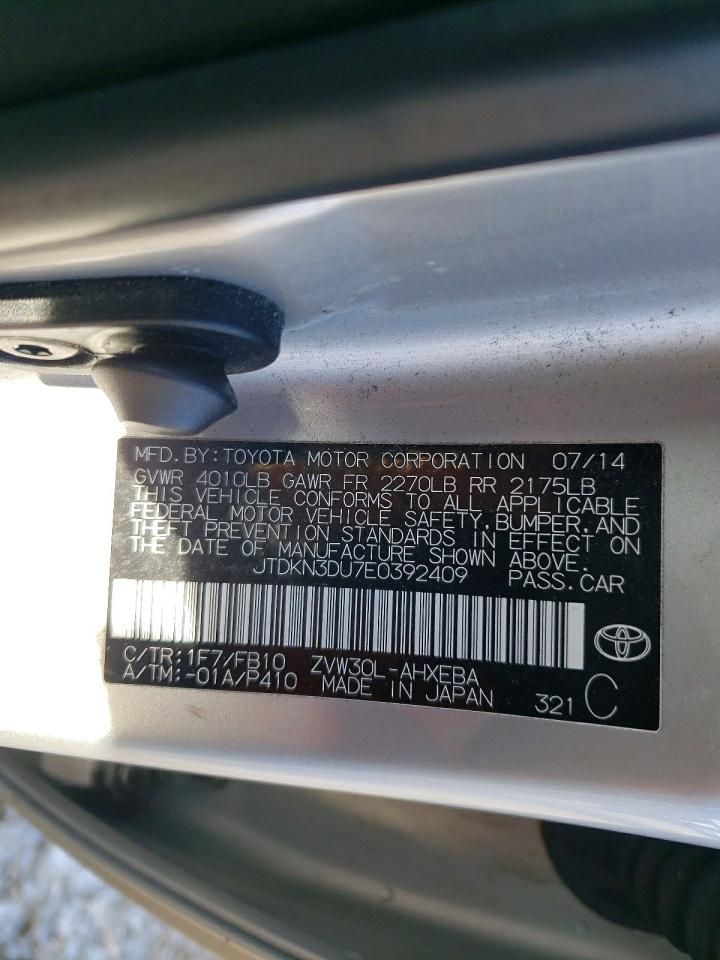 MFD.BY:TOYOTA MOTOR CORPORATION 07/14
GVWR 4010LB GAWR FR 2270LB RR 2175LB
THIS VEHICLE CONFORMS TO ALL APPLICABLE
FEDERAL MOTOR VEHICLE SAFETY,BUMPER,AND
THEFT PREVENTION STANDARDS IN EFFECT ON
THE DATE OF MANUFACTURE SHOWN ABOVE.
JTDKN3DU7E0392409 PASS.CAR
C/TR:1F7/FB10 ZVW30L-AHXEBA
A/TM:-01A/P410 MADE IN JAPAN 321 C